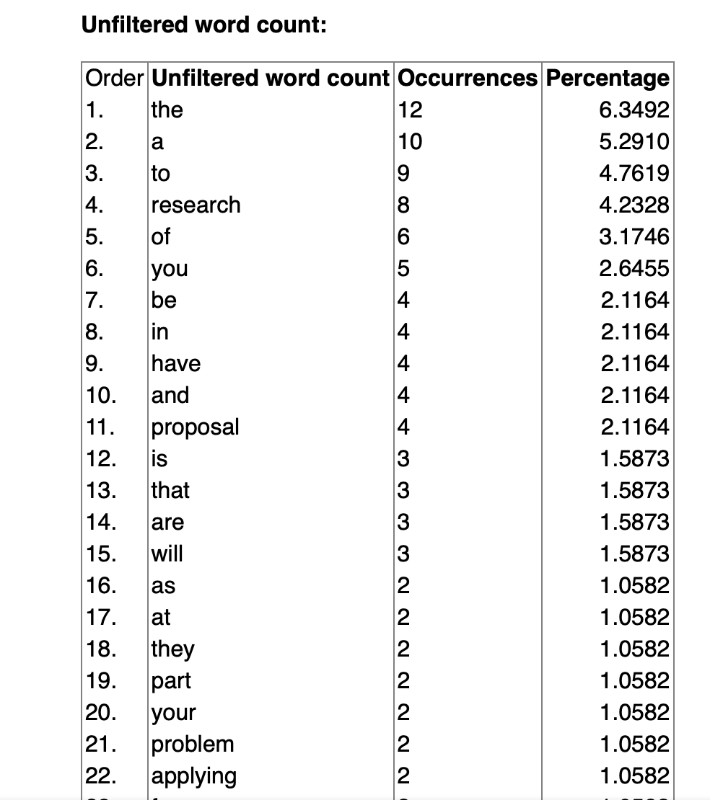 Unfiltered word count:
Order Unfiltered word count Occurrences Percentage
1. the 12 6.3492
2. a 10 5.2910
3. to 9 4.7619
4. research 8 4.2328
5. of 6 3.1746
6. you 5 2.6455
7. be 4 2.1164
8. in 4 2.1164
9. have 4 2.1164
10. and 4 2.1164
11. proposal 4 2.1164
12. is 3 1.5873
13. that 3 1.5873
14. are 3 1.5873
15. will 3 1.5873
16. as 2 1.0582
17. at 2 1.0582
18. they 2 1.0582
19. part 2 1.0582
20. your 2 1.0582
21. problem 2 1.0582
22. applying 2 1.0582